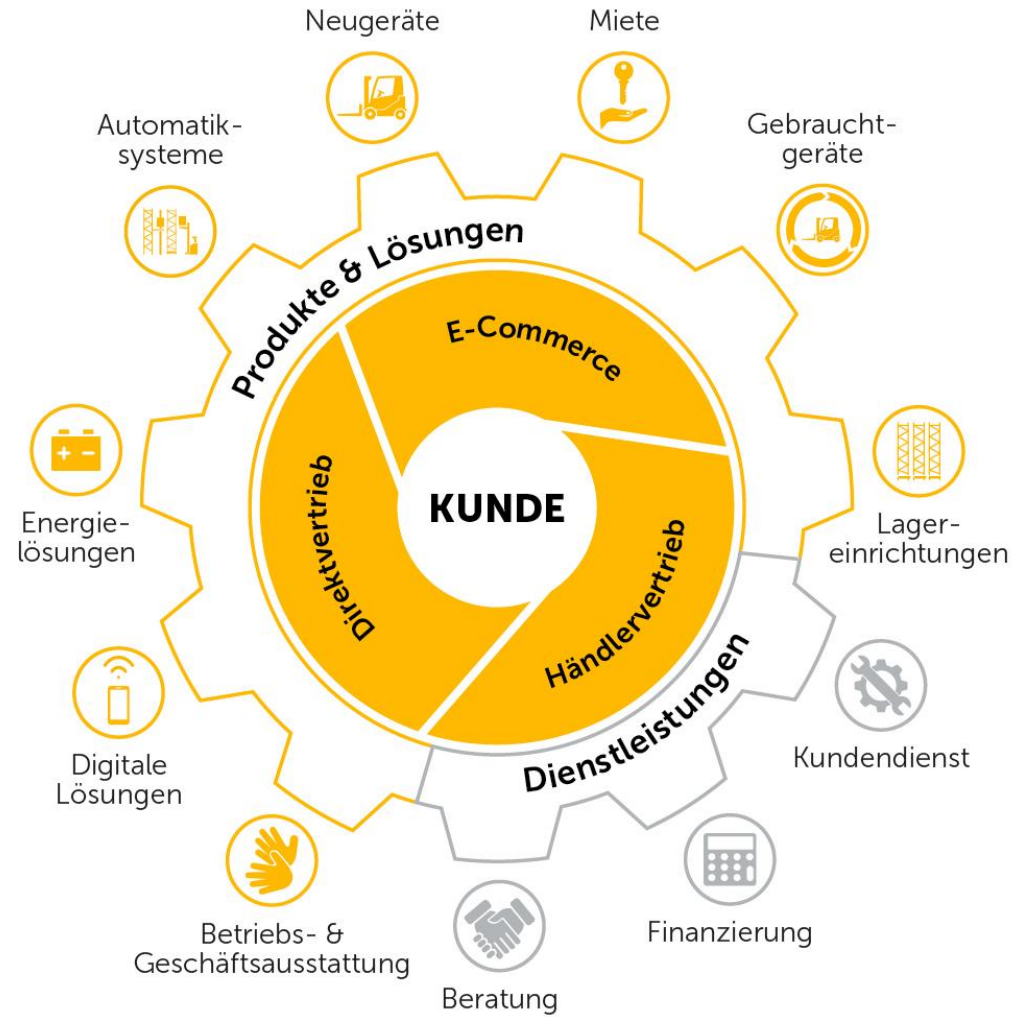 Neugeräte
Miete
Automatik-
systeme
Gebraucht-
geräte
Produkte & Lösungen
E-Commerce
Direktvertrieb
KUNDE
Händlervertrieb
Energie-
lösungen
Lager-
einrichtungen
Dienstleistungen
Digitale
Lösungen
Kundendienst
Betriebs- &
Geschäftsausstattung
Finanzierung
Beratung